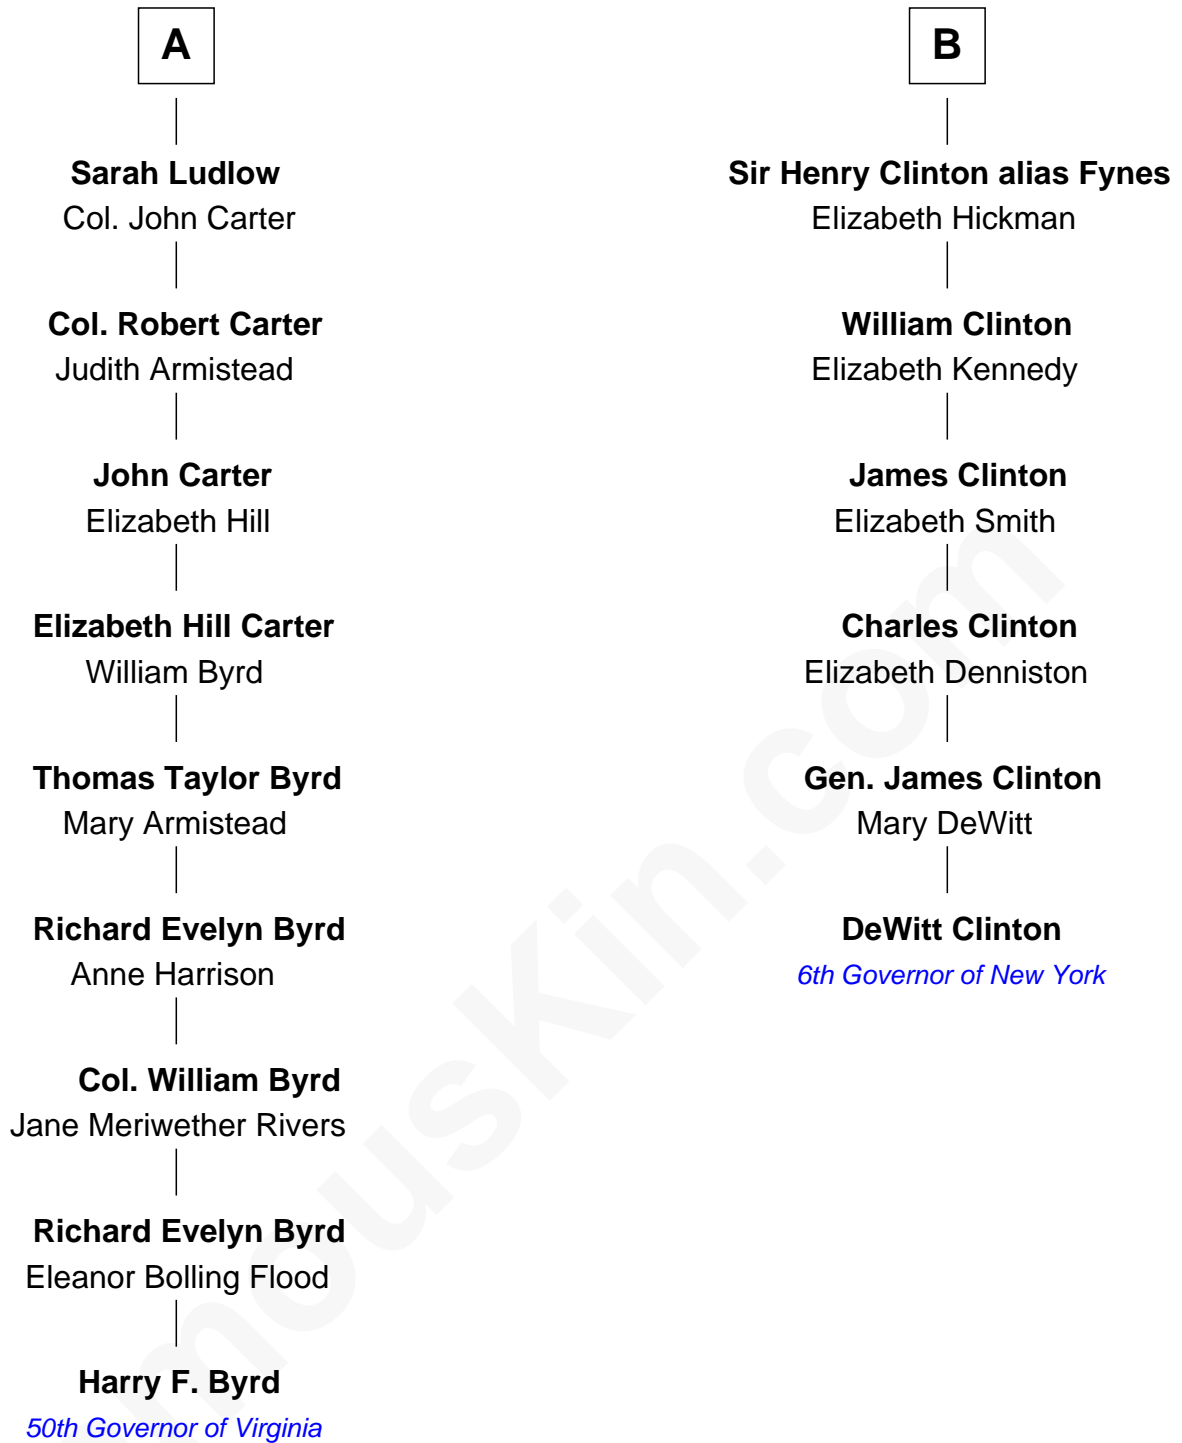 A
Sarah Ludlow
Col. John Carter
Col. Robert Carter
Judith Armistead
John Carter
Elizabeth Hill
Elizabeth Hill Carter
William Byrd
Thomas Taylor Byrd
Mary Armistead
Richard Evelyn Byrd
Anne Harrison
Col. William Byrd
Jane Meriwether Rivers
Richard Evelyn Byrd
Eleanor Bolling Flood
Harry F. Byrd
50th Governor of Virginia
B
Sir Henry Clinton alias Fynes
Elizabeth Hickman
William Clinton
Elizabeth Kennedy
James Clinton
Elizabeth Smith
Charles Clinton
Elizabeth Denniston
Gen. James Clinton
Mary DeWitt
DeWitt Clinton
6th Governor of New York
mouskin.com